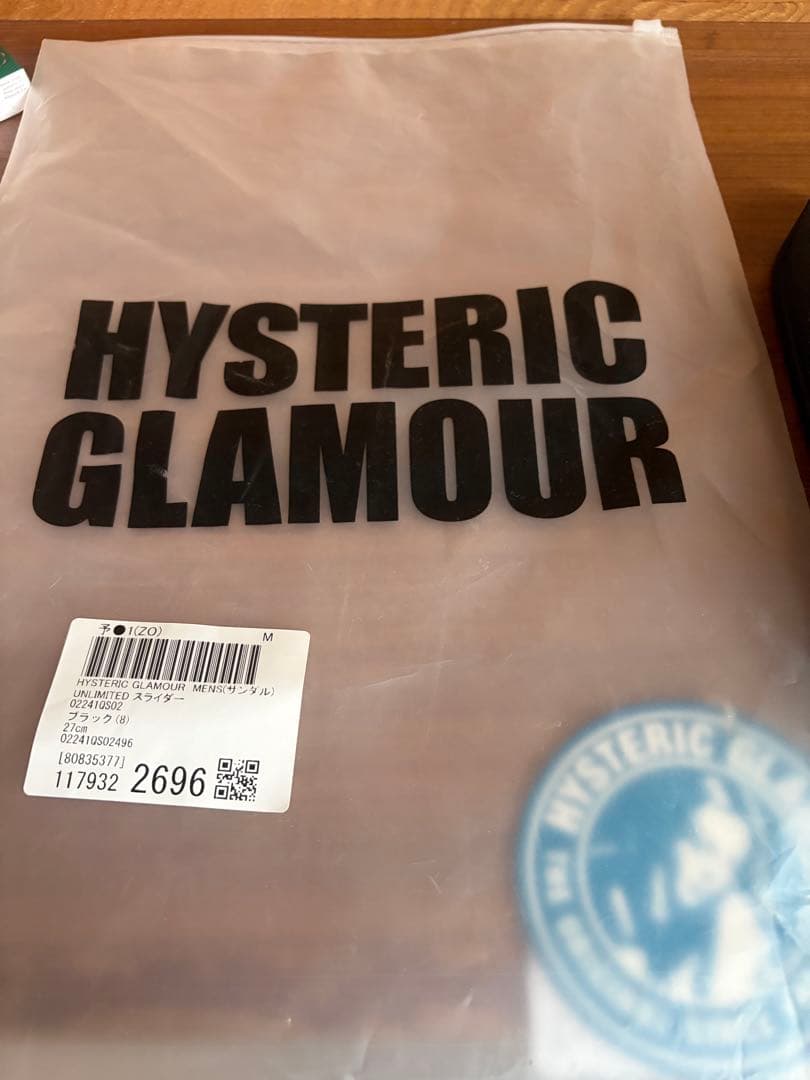 HYSTERIC
GLAMOUR
予●1(ZO)
M
HYSTERIC GLAMOUR MENS(サンダル)
UNLIMITED スライダー
02241QS02
ブラック(8)
27cm
02241QS02496
[80835377]
117932 2696
HYSTERIC